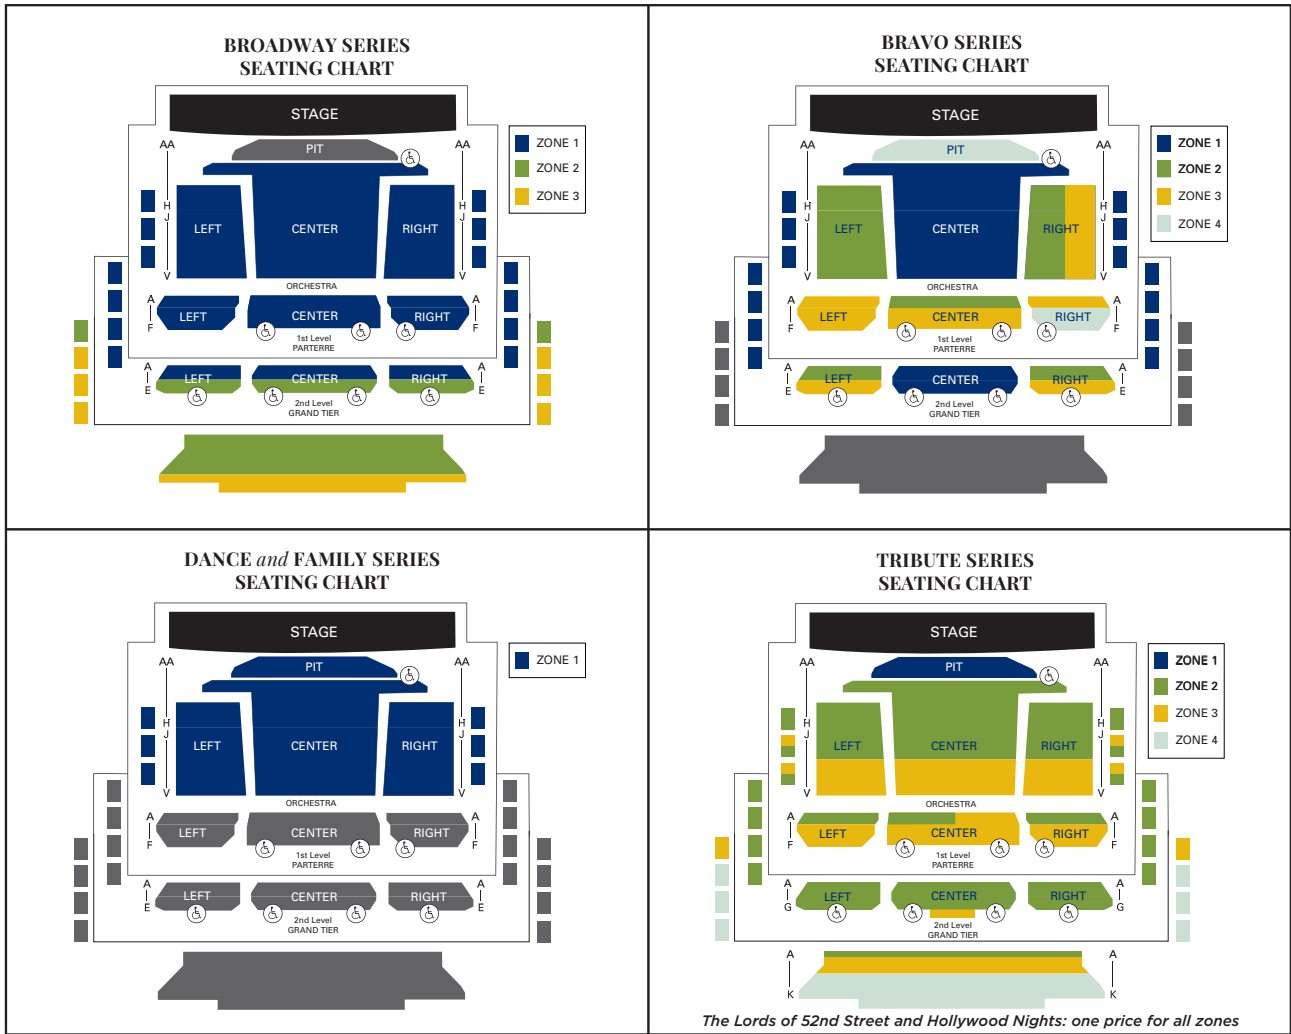 BROADWAY SERIES
SEATING CHART
STAGE
PIT
AA
AA
H
J
H
J
V
V
LEFT
CENTER
RIGHT
ORCHESTRA
A
F
A
F
LEFT
CENTER
RIGHT
1st Level
PARTERRE
A
E
A
E
LEFT
CENTER
RIGHT
2nd Level
GRAND TIER
ZONE 1
ZONE 2
ZONE 3
BRAVO SERIES
SEATING CHART
STAGE
PIT
AA
AA
H
J
H
J
V
V
LEFT
CENTER
RIGHT
ORCHESTRA
A
F
A
F
LEFT
CENTER
RIGHT
1st Level
PARTERRE
A
E
A
E
LEFT
CENTER
RIGHT
2nd Level
GRAND TIER
ZONE 1
ZONE 2
ZONE 3
ZONE 4
DANCE and FAMILY SERIES
SEATING CHART
STAGE
PIT
AA
AA
H
J
H
J
V
V
LEFT
CENTER
RIGHT
ORCHESTRA
A
F
A
F
LEFT
CENTER
RIGHT
1st Level
PARTERRE
A
E
A
E
LEFT
CENTER
RIGHT
2nd Level
GRAND TIER
ZONE 1
TRIBUTE SERIES
SEATING CHART
STAGE
PIT
AA
AA
H
J
H
J
V
V
LEFT
CENTER
RIGHT
ORCHESTRA
A
F
A
F
LEFT
CENTER
RIGHT
1st Level
PARTERRE
A
G
A
G
LEFT
CENTER
RIGHT
2nd Level
GRAND TIER
A
K
A
K
ZONE 1
ZONE 2
ZONE 3
ZONE 4
The Lords of 52nd Street and Hollywood Nights: one price for all zones